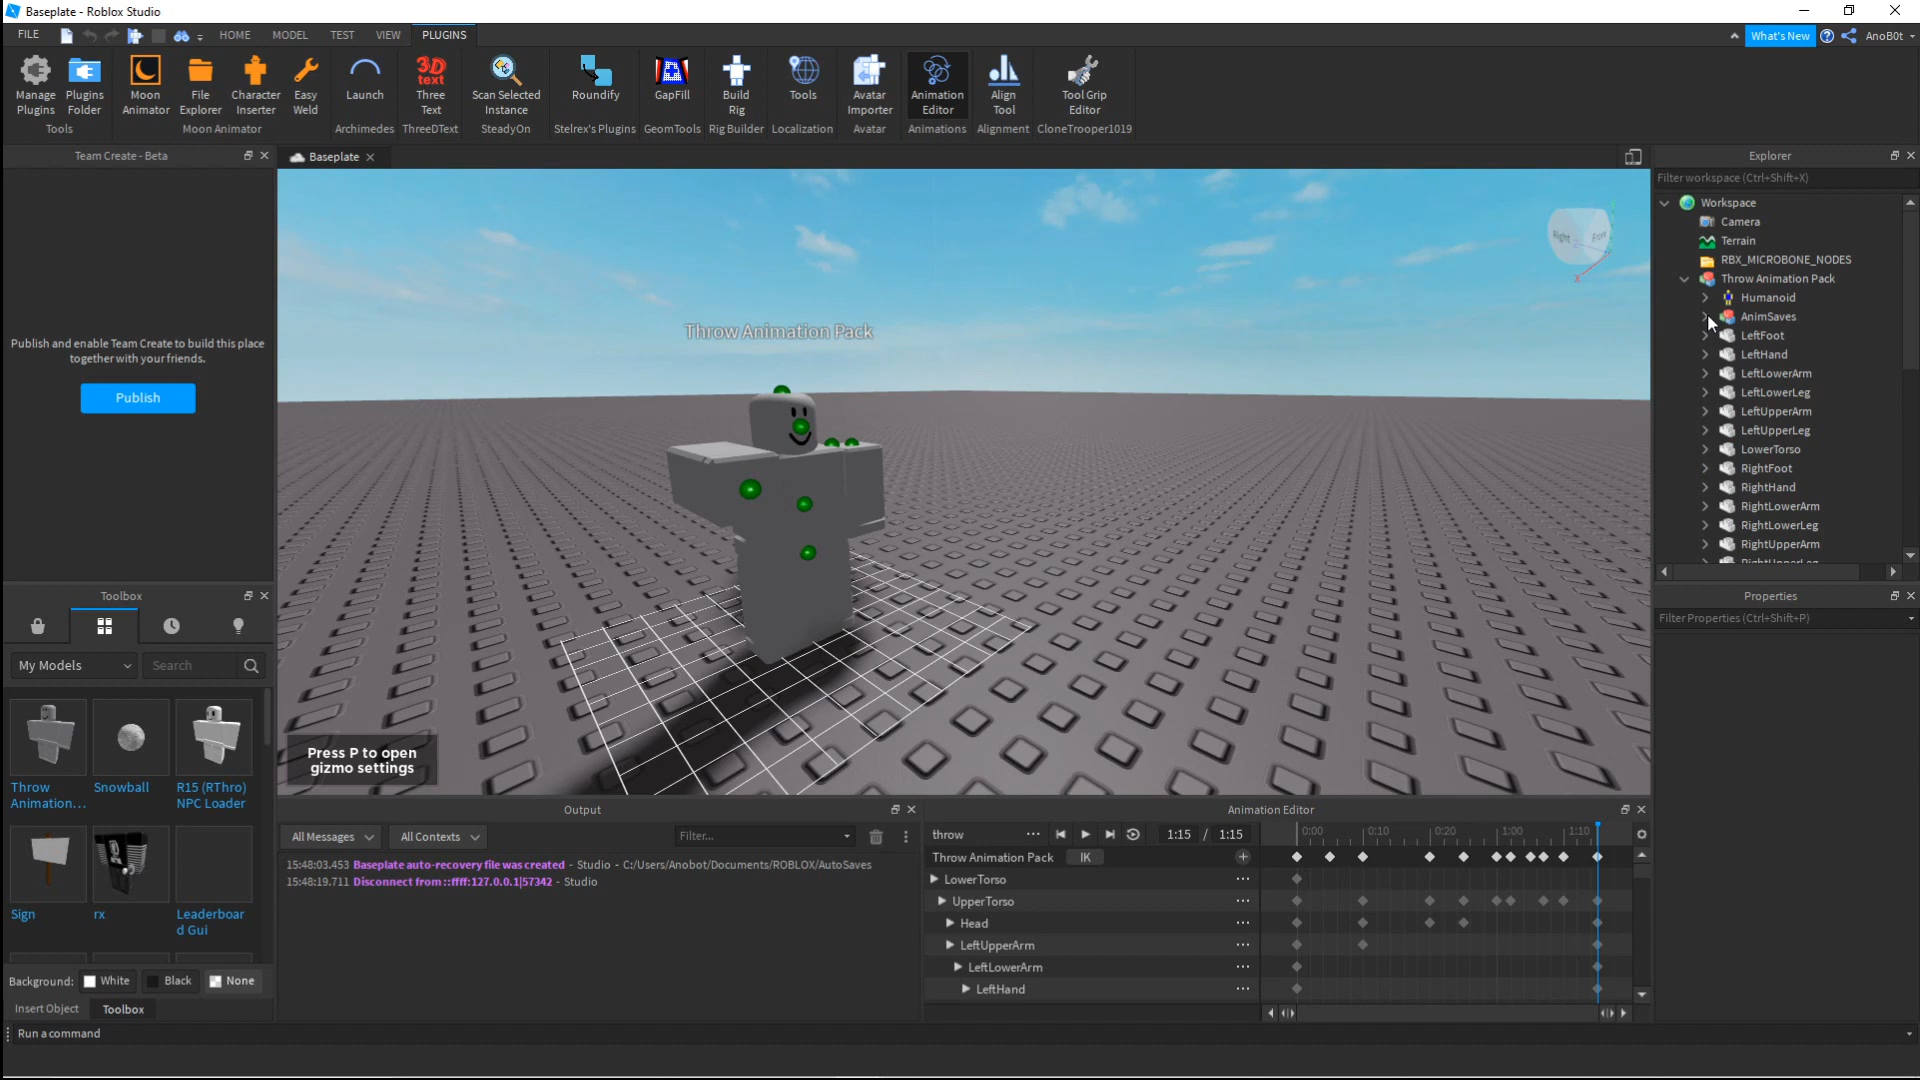 Baseplate - Roblox Studio
FILE HOME MODEL TEST VIEW PLUGINS What's New AnoB0t
Manage Plugins
Plugins Folder
Tools
Moon Animator
File Explorer
Character Inserter
Easy Weld
Moon Animator
Launch
Archimedes
3D text
Three Text
ThreeDText
Scan Selected Instance
SteadyOn
Roundify
Stelrex's Plugins
GapFill
GeomTools
Build Rig
Rig Builder
Tools
Localization
Avatar Importer
Avatar
Animation Editor
Animations
Align Tool
Alignment
Tool Grip Editor
CloneTrooper1019
Team Create - Beta
Publish and enable Team Create to build this place
together with your friends.
Publish
Toolbox
My Models
Search
Throw Animation...
Snowball
R15 (RThro) NPC Loader
Sign
rx
Leaderboar
d Gui
Background: White Black None
Insert Object Toolbox
Run a command
Baseplate
Throw Animation Pack
Right
Front
X
Press P to open
gizmo settings
Output
All Messages All Contexts Filter...
15:48:03.453 Baseplate auto-recovery file was created - Studio - C:/Users/Anobot/Documents/ROBLOX/AutoSaves
15:48:19.711 Disconnect from ::ffff:127.0.0.1|57342 - Studio
Animation Editor
throw ... 1:15 / 1:15 0:00 0:10 0:20 1:00 1:10
Throw Animation Pack IK
LowerTorso
UpperTorso
Head
LeftUpperArm
LeftLowerArm
LeftHand
Explorer
Filter workspace (Ctrl+Shift+X)
Workspace
Camera
Terrain
RBX_MICROBONE_NODES
Throw Animation Pack
Humanoid
AnimSaves
LeftFoot
LeftHand
LeftLowerArm
LeftLowerLeg
LeftUpperArm
LeftUpperLeg
LowerTorso
RightFoot
RightHand
RightLowerArm
RightLowerLeg
RightUpperArm
RightUpperLeg
Properties
Filter Properties (Ctrl+Shift+P)